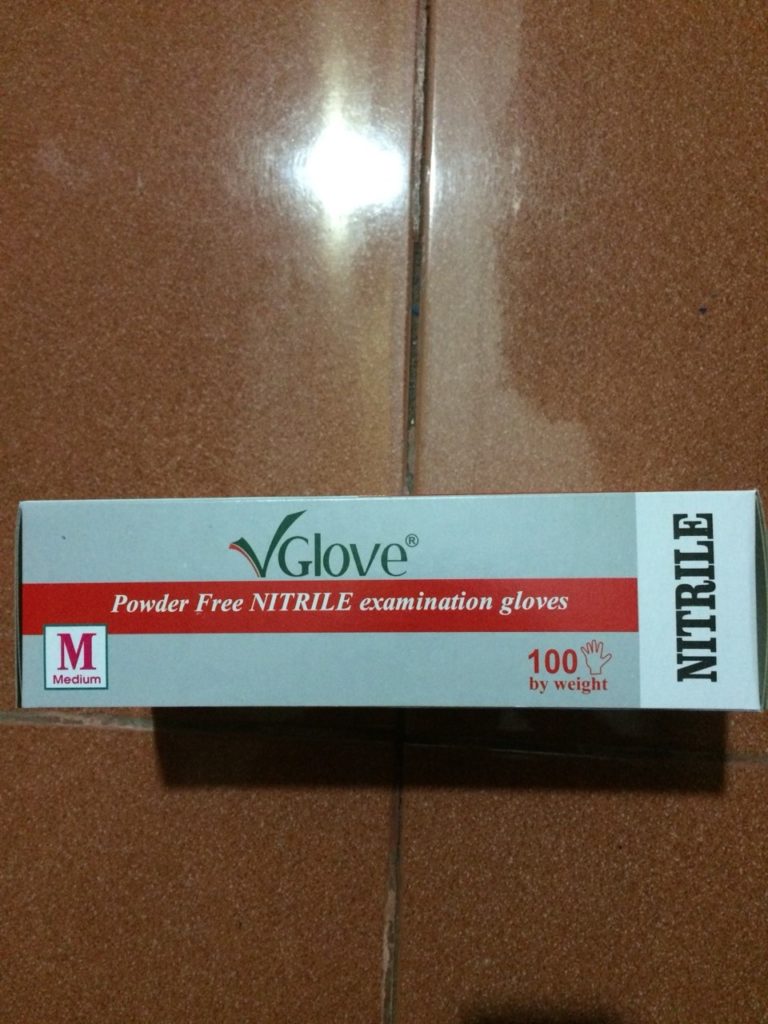 VGlove®
Powder Free NITRILE examination gloves
M
Medium
100
by weight
NITRILE